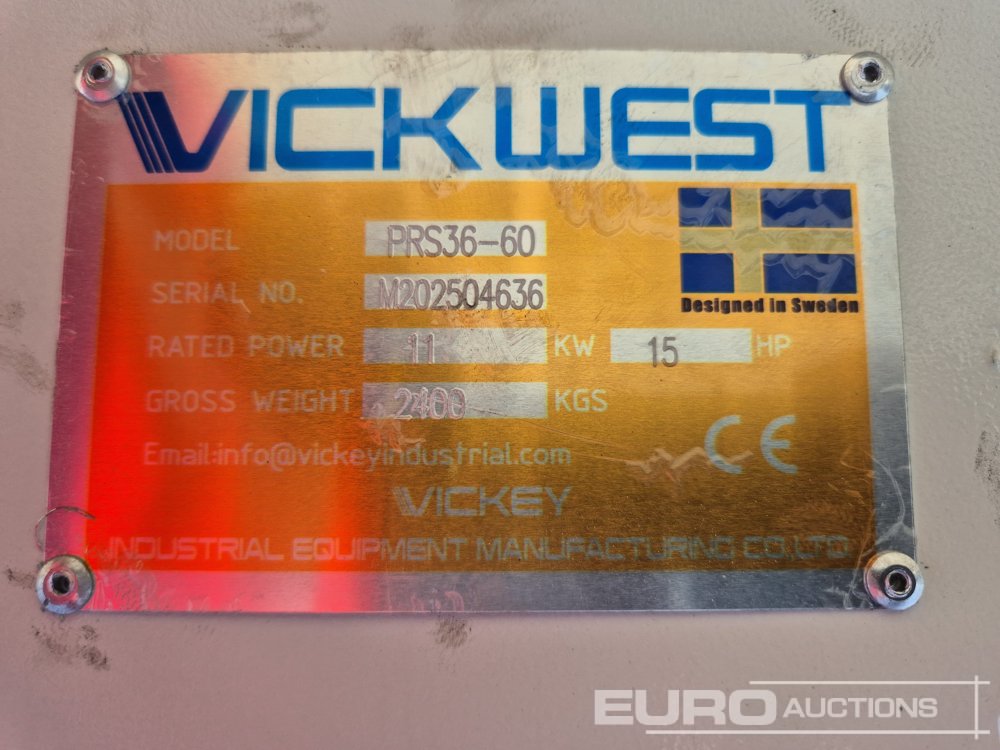 VICKWEST
MODEL PRS36-60
SERIAL NO. M202504636
Designed in Sweden
RATED POWER 11 KW 15 HP
GROSS WEIGHT 2400 KGS
Email:info@vickeyindustrial.com
CE
VICKEY
INDUSTRIAL EQUIPMENT MANUFACTURING CO.LTD
EURO AUCTIONS